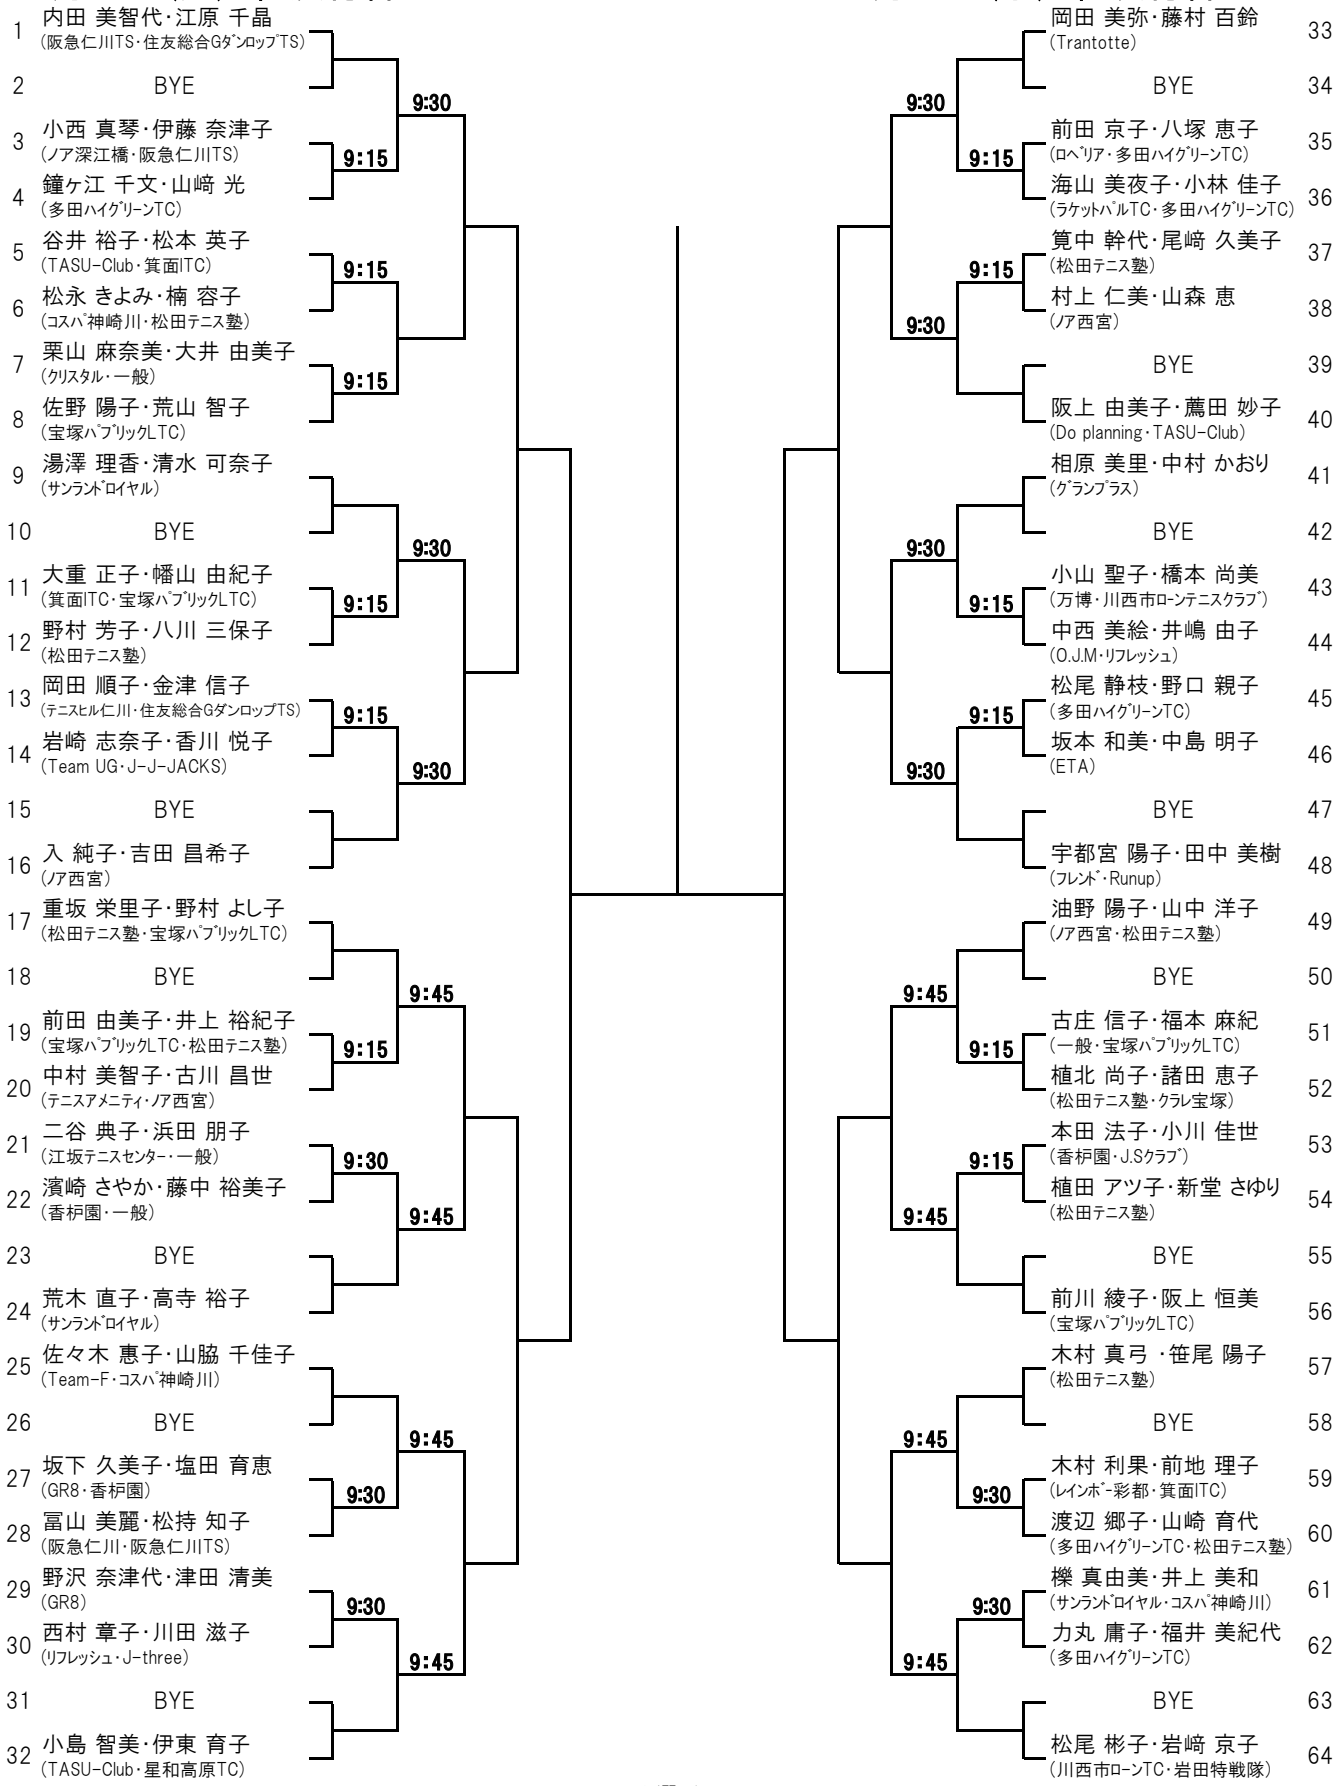 1 内田 美智代・江原 千晶
(阪急仁川TS・住友総合GダンロップTS)
2 BYE
9:30
3 小西 真琴・伊藤 奈津子
(ノア深江橋・阪急仁川TS)
9:15
4 鐘ヶ江 千文・山﨑 光
(多田ハイグリーンTC)
5 谷井 裕子・松本 英子
(TASU-Club・箕面ITC)
9:15
6 松永 きよみ・楠 容子
(コスパ神崎川・松田テニス塾)
7 栗山 麻奈美・大井 由美子
(クリスタル・一般)
9:15
8 佐野 陽子・荒山 智子
(宝塚パブリックLTC)
9 湯澤 理香・清水 可奈子
(サンランドロイヤル)
10 BYE
9:30
11 大重 正子・幡山 由紀子
(箕面ITC・宝塚パブリックLTC)
9:15
12 野村 芳子・八川 三保子
(松田テニス塾)
13 岡田 順子・金津 信子
(テニスヒル仁川・住友総合GダンロップTS)
9:15
14 岩崎 志奈子・香川 悦子
(Team UG・J-J-JACKS)
9:30
15 BYE
16 入 純子・吉田 昌希子
(ノア西宮)
17 重坂 栄里子・野村 よし子
(松田テニス塾・宝塚パブリックLTC)
18 BYE
9:45
19 前田 由美子・井上 裕紀子
(宝塚パブリックLTC・松田テニス塾)
9:15
20 中村 美智子・古川 昌世
(テニスアメニティ・ノア西宮)
21 二谷 典子・浜田 朋子
(江坂テニスセンター・一般)
9:30
22 濱崎 さやか・藤中 裕美子
(香枦園・一般)
9:45
23 BYE
24 荒木 直子・高寺 裕子
(サンランドロイヤル)
25 佐々木 惠子・山脇 千佳子
(Team-F・コスパ神崎川)
26 BYE
9:45
27 坂下 久美子・塩田 育恵
(GR8・香枦園)
9:30
28 冨山 美麗・松持 知子
(阪急仁川・阪急仁川TS)
29 野沢 奈津代・津田 清美
(GR8)
9:30
30 西村 章子・川田 滋子
(リフレッシュ・J-three)
9:45
31 BYE
32 小島 智美・伊東 育子
(TASU-Club・星和高原TC)
岡田 美弥・藤村 百鈴 33
(Trantotte)
BYE 34
9:30
前田 京子・八塚 恵子 35
(ロペリア・多田ハイグリーンTC)
9:15
海山 美夜子・小林 佳子 36
(ラケットパルTC・多田ハイグリーンTC)
筧中 幹代・尾﨑 久美子 37
(松田テニス塾)
9:15
村上 仁美・山森 恵 38
(ノア西宮)
9:30
BYE 39
阪上 由美子・薦田 妙子 40
(Do planning・TASU-Club)
相原 美里・中村 かおり 41
(グランプラス)
BYE 42
9:30
小山 聖子・橋本 尚美 43
(万博・川西市ローンテニスクラブ)
9:15
中西 美絵・井嶋 由子 44
(O.J.M・リフレッシュ)
松尾 静枝・野口 親子 45
(多田ハイグリーンTC)
9:15
坂本 和美・中島 明子 46
(ETA)
9:30
BYE 47
宇都宮 陽子・田中 美樹 48
(フレンド・Runup)
油野 陽子・山中 洋子 49
(ノア西宮・松田テニス塾)
BYE 50
9:45
古庄 信子・福本 麻紀 51
(一般・宝塚パブリックLTC)
9:15
植北 尚子・諸田 恵子 52
(松田テニス塾・クラレ宝塚)
本田 法子・小川 佳世 53
(香枦園・J.Sクラブ)
9:15
植田 アツ子・新堂 さゆり 54
(松田テニス塾)
9:45
BYE 55
前川 綾子・阪上 恒美 56
(宝塚パブリックLTC)
木村 真弓 ・笹尾 陽子 57
(松田テニス塾)
BYE 58
9:45
木村 利果・前地 理子 59
(レインボー彩都・箕面ITC)
9:30
渡辺 郷子・山崎 育代 60
(多田ハイグリーンTC・松田テニス塾)
櫟 真由美・井上 美和 61
(サンランドロイヤル・コスパ神崎川)
9:30
力丸 庸子・福井 美紀代 62
(多田ハイグリーンTC)
9:45
BYE 63
松尾 彬子・岩﨑 京子 64
(川西市ローンTC・岩田特戦隊)